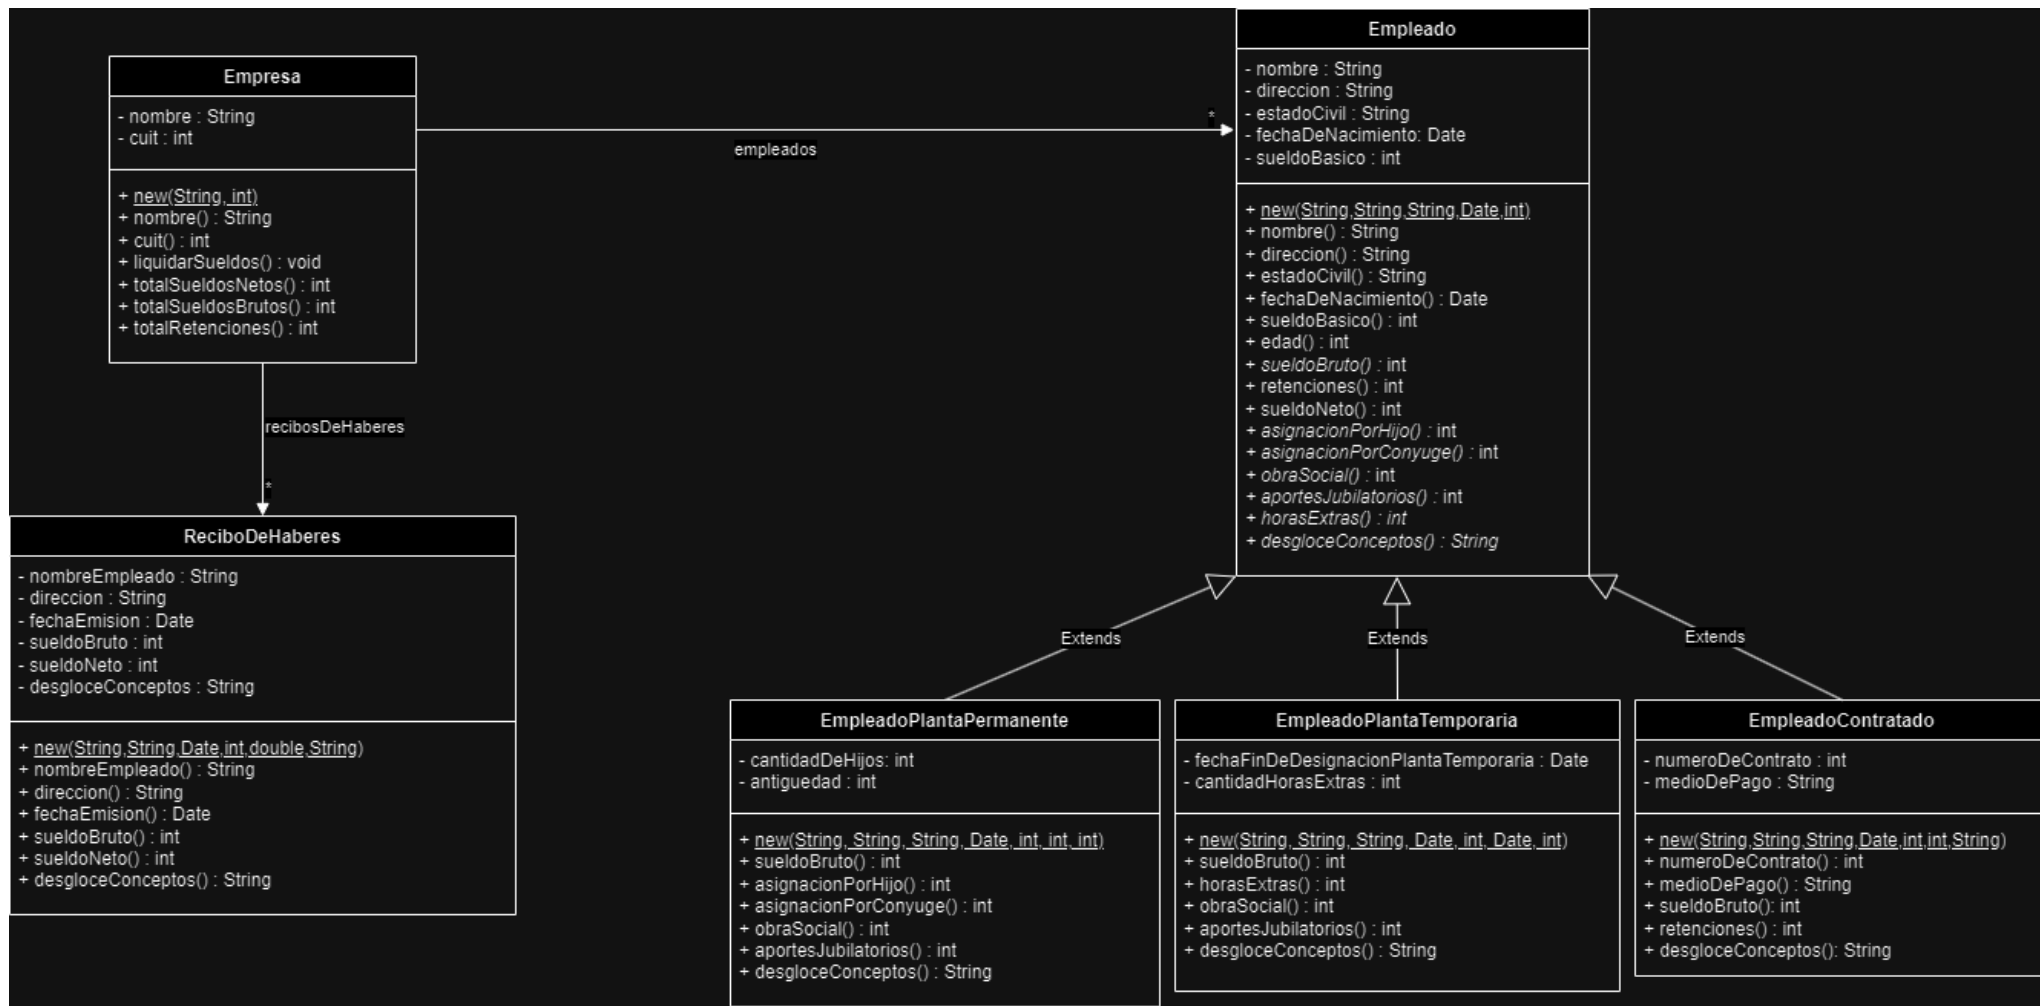 Empresa
- nombre : String
- cuit : int
+ new(String, int)
+ nombre() : String
+ cuit() : int
+ liquidarSueldos() : void
+ totalSueldosNetos() : int
+ totalSueldosBrutos() : int
+ totalRetenciones() : int
empleados
*
Empleado
- nombre : String
- direccion : String
- estadoCivil : String
- fechaDeNacimiento: Date
- sueldoBasico : int
+ new(String,String,String,Date,int)
+ nombre() : String
+ direccion() : String
+ estadoCivil() : String
+ fechaDeNacimiento() : Date
+ sueldoBasico() : int
+ edad() : int
+ sueldoBruto() : int
+ retenciones() : int
+ sueldoNeto() : int
+ asignacionPorHijo() : int
+ asignacionPorConyuge() : int
+ obraSocial() : int
+ aportesJubilatorios() : int
+ horasExtras() : int
+ desgloceConceptos() : String
recibosDeHaberes
*
ReciboDeHaberes
- nombreEmpleado : String
- direccion : String
- fechaEmision : Date
- sueldoBruto : int
- sueldoNeto : int
- desgloceConceptos : String
+ new(String,String,Date,int,double,String)
+ nombreEmpleado() : String
+ direccion() : String
+ fechaEmision() : Date
+ sueldoBruto() : int
+ sueldoNeto() : int
+ desgloceConceptos() : String
Extends
Extends
Extends
EmpleadoPlantaPermanente
- cantidadDeHijos: int
- antiguedad : int
+ new(String, String, String, Date, int, int, int)
+ sueldoBruto() : int
+ asignacionPorHijo() : int
+ asignacionPorConyuge() : int
+ obraSocial() : int
+ aportesJubilatorios() : int
+ desgloceConceptos() : String
EmpleadoPlantaTemporaria
- fechaFinDeDesignacionPlantaTemporaria : Date
- cantidadHorasExtras : int
+ new(String, String, String, Date, int, Date, int)
+ sueldoBruto() : int
+ horasExtras() : int
+ obraSocial() : int
+ aportesJubilatorios() : int
+ desgloceConceptos() : String
EmpleadoContratado
- numeroDeContrato : int
- medioDePago : String
+ new(String,String,String,Date,int,int,String)
+ numeroDeContrato() : int
+ medioDePago() : String
+ sueldoBruto(): int
+ retenciones() : int
+ desgloceConceptos(): String